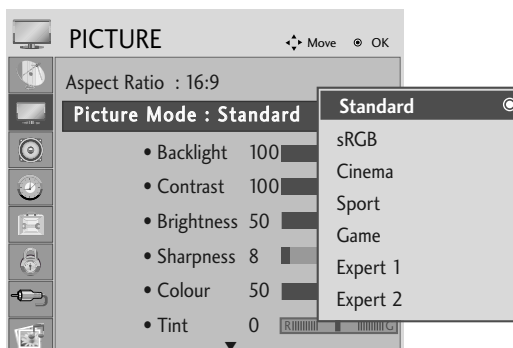 PICTURE
Move OK
Aspect Ratio : 16:9
Picture Mode : Standard
• Backlight 100
• Contrast 100
• Brightness 50
• Sharpness 8
• Colour 50
• Tint 0 R G
Standard
sRGB
Cinema
Sport
Game
Expert 1
Expert 2